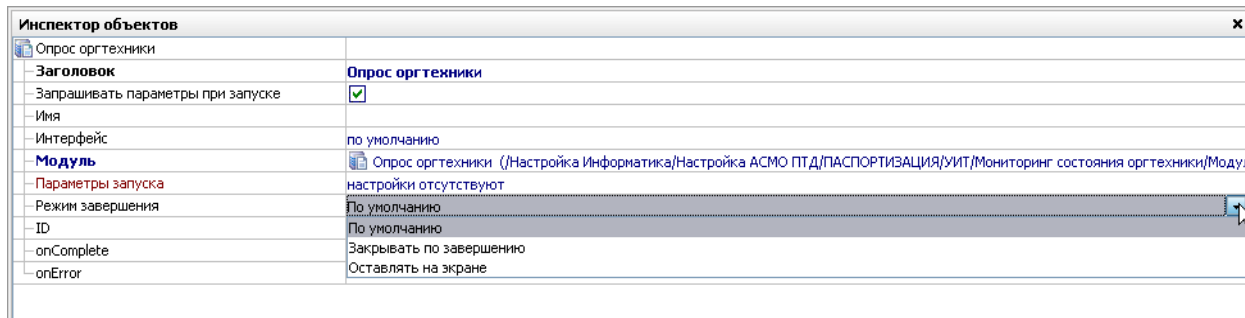 Инспектор объектов
Опрос оргтехники
Заголовок Опрос оргтехники
Запрашивать параметры при запуске
Имя
Интерфейс по умолчанию
Модуль Опрос оргтехники (/Настройка Информатика/Настройка АСМО ПТД/ПАСПОРТИЗАЦИЯ/УИТ/Мониторинг состояния оргтехники/Моду
Параметры запуска настройки отсутствуют
Режим завершения По умолчанию
ID По умолчанию
onComplete Закрывать по завершению
onError Оставлять на экране